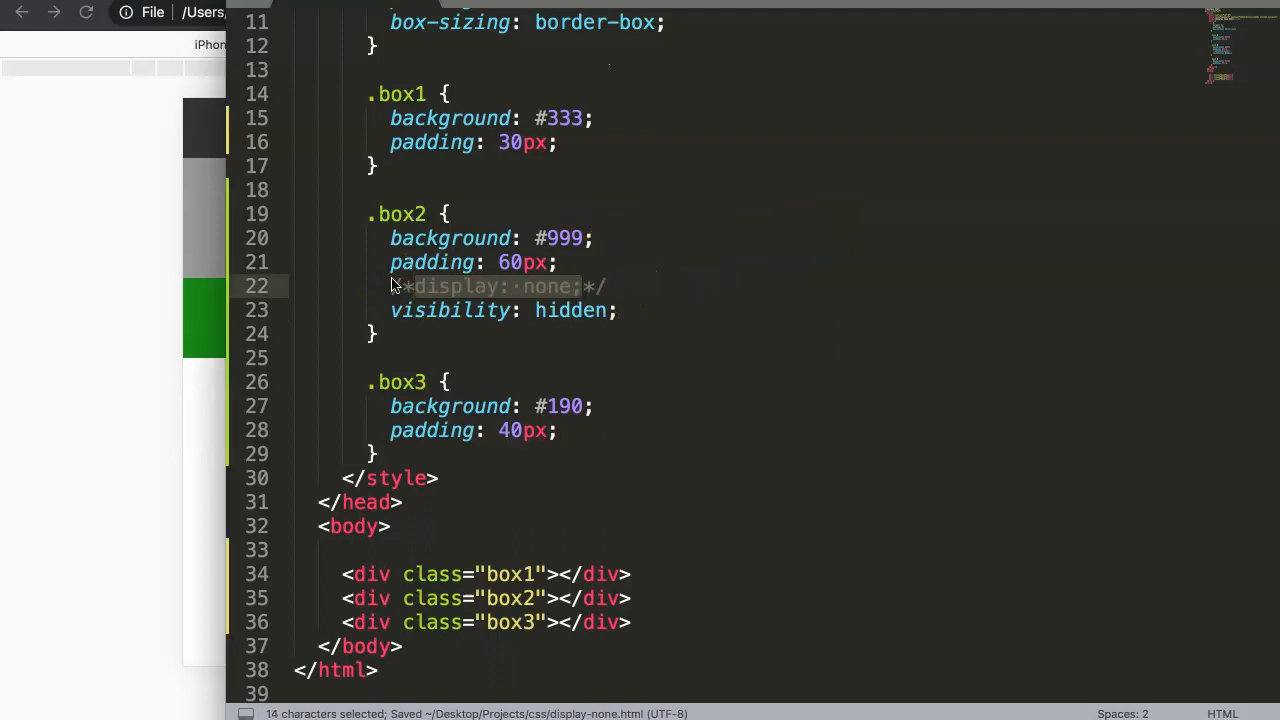 File /Users,
iPhon
11 box-sizing: border-box;
12 }
13
14 .box1 {
15 background: #333;
16 padding: 30px;
17 }
18
19 .box2 {
20 background: #999;
21 padding: 60px;
22 /*display: none;*/
23 visibility: hidden;
24 }
25
26 .box3 {
27 background: #190;
28 padding: 40px;
29 }
30 </style>
31 </head>
32 <body>
33
34 <div class="box1"></div>
35 <div class="box2"></div>
36 <div class="box3"></div>
37 </body>
38 </html>
39
14 characters selected; Saved ~/Desktop/Projects/css/display-none.html (UTF-8) Spaces: 2 HTML